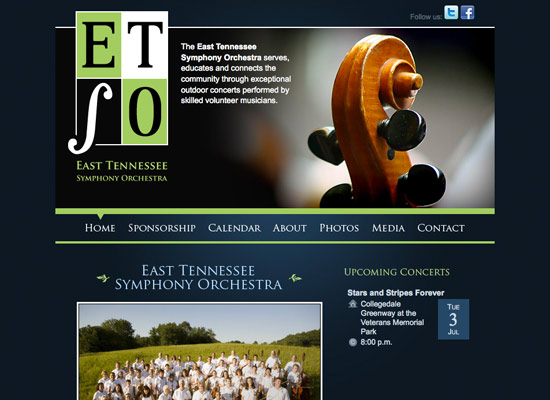 Follow us:
E T
S O
EAST TENNESSEE
SYMPHONY ORCHESTRA
The East Tennessee
Symphony Orchestra serves,
educates and connects the
community through exceptional
outdoor concerts performed by
skilled volunteer musicians.
HOME SPONSORSHIP CALENDAR ABOUT PHOTOS MEDIA CONTACT
EAST TENNESSEE
SYMPHONY ORCHESTRA
UPCOMING CONCERTS
Stars and Stripes Forever
Collegedale
Greenway at the
Veterans Memorial
Park
8:00 p.m.
TUE
3
JUL